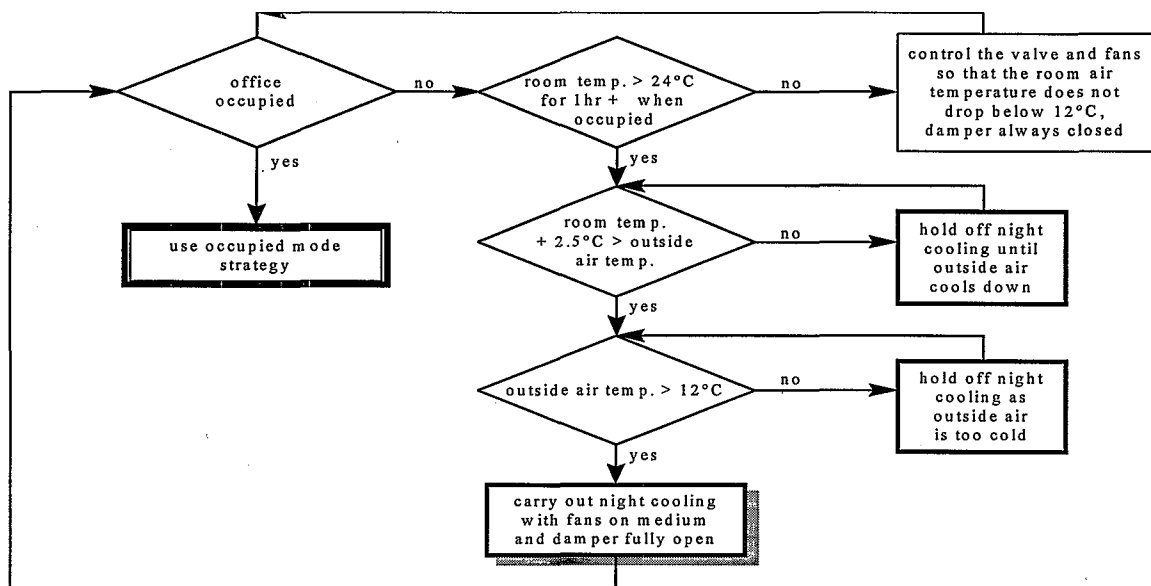 office
occupied
no
room temp. > 24°C
for 1hr + when
occupied
no
control the valve and fans
so that the room air
temperature does not
drop below 12°C,
damper always closed
yes
use occupied mode
strategy
yes
room temp.
+ 2.5°C > outside
air temp.
no
hold off night
cooling until
outside air
cools down
yes
outside air temp. > 12°C
no
hold off night
cooling as
outside air
is too cold
yes
carry out night cooling
with fans on medium
and damper fully open